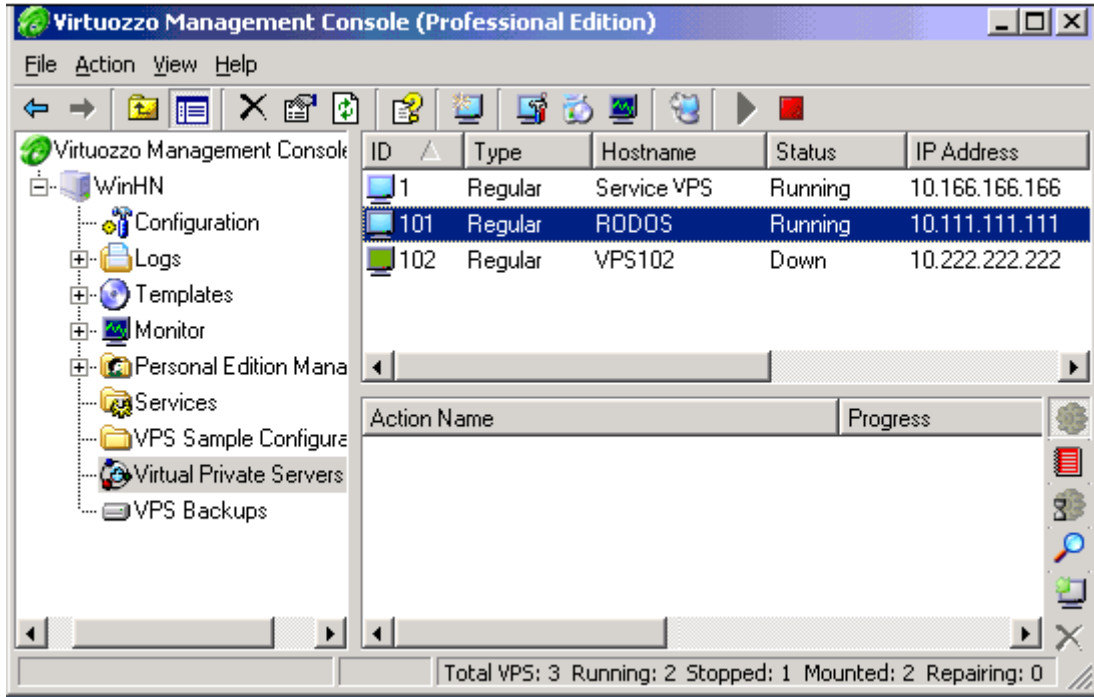 Virtuozzo Management Console (Professional Edition)
File Action View Help
Virtuozzo Management Console
WinHN
Configuration
Logs
Templates
Monitor
Personal Edition Mana
Services
VPS Sample Configura
Virtual Private Servers
VPS Backups
ID Type Hostname Status IP Address
1 Regular Service VPS Running 10.166.166.166
101 Regular RODOS Running 10.111.111.111
102 Regular VPS102 Down 10.222.222.222
Action Name Progress
Total VPS: 3 Running: 2 Stopped: 1 Mounted: 2 Repairing: 0